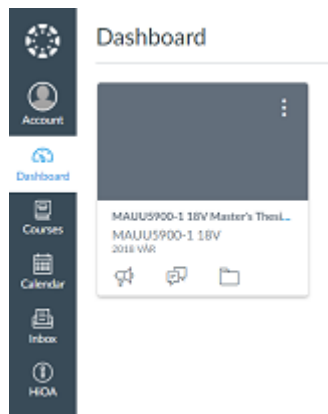 Dashboard
Account
Dashboard
Courses
Calendar
Inbox
HiOA
MAUU5900-1 18V Master's Thesi...
MAUU5900-1 18V
2018 VÅR